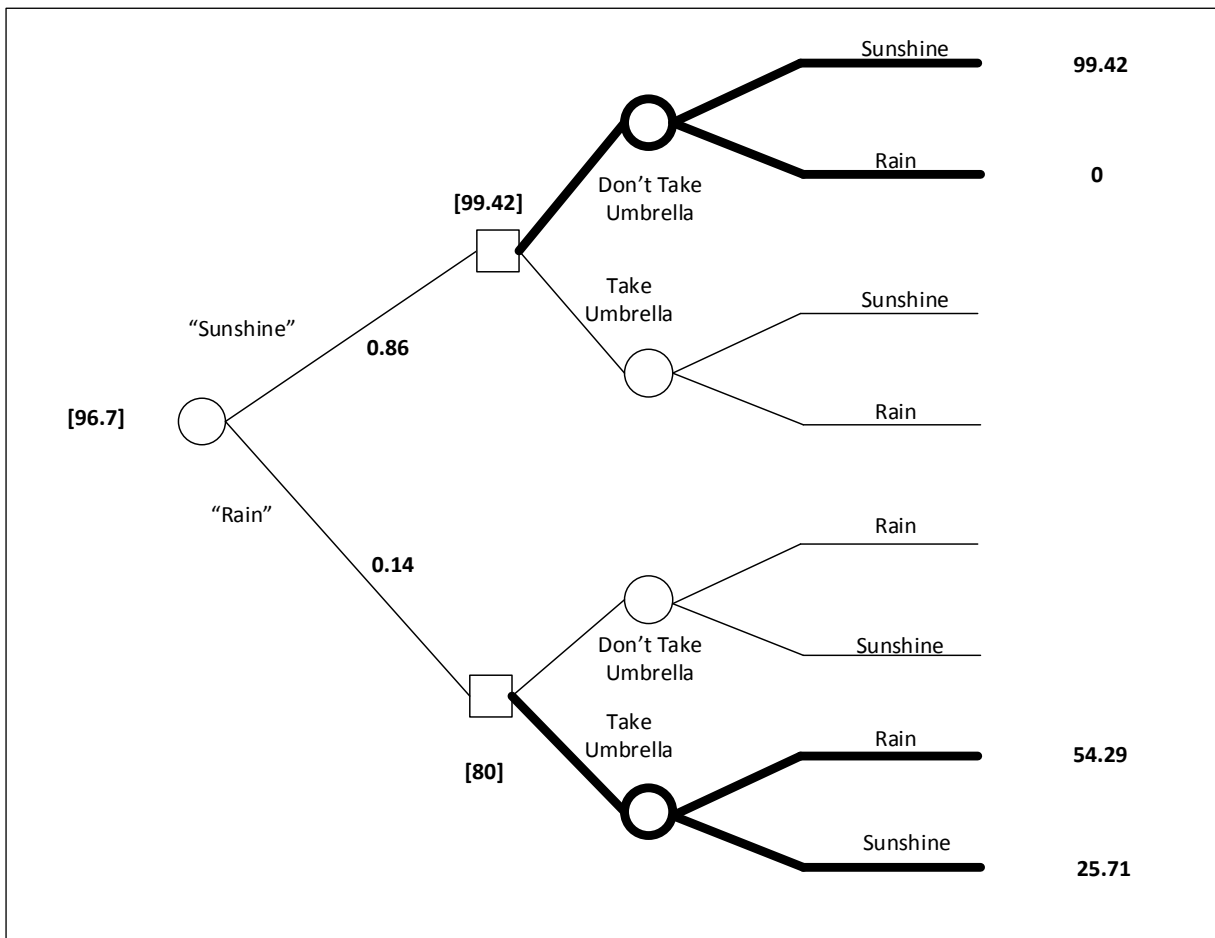 Sunshine
99.42
Rain
0
Don’t Take
Umbrella
[99.42]
Take
Umbrella
Sunshine
“Sunshine”
0.86
Rain
[96.7]
“Rain”
0.14
Rain
Don’t Take
Umbrella
Sunshine
Take
Umbrella
Rain
54.29
[80]
Sunshine
25.71